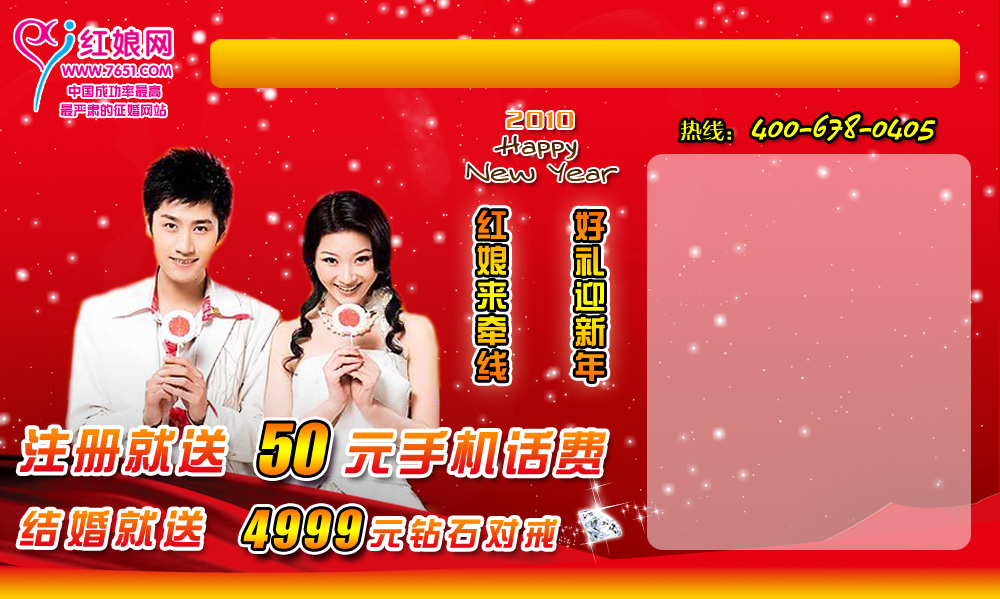 红娘网
WWW.7651.COM
中国成功率最高
最严肃的征婚网站
2010
Happy
New Year
热线：400-678-0405
红娘来牵线
好礼迎新年
注册就送 50 元手机话费
结婚就送 4999元钻石对戒